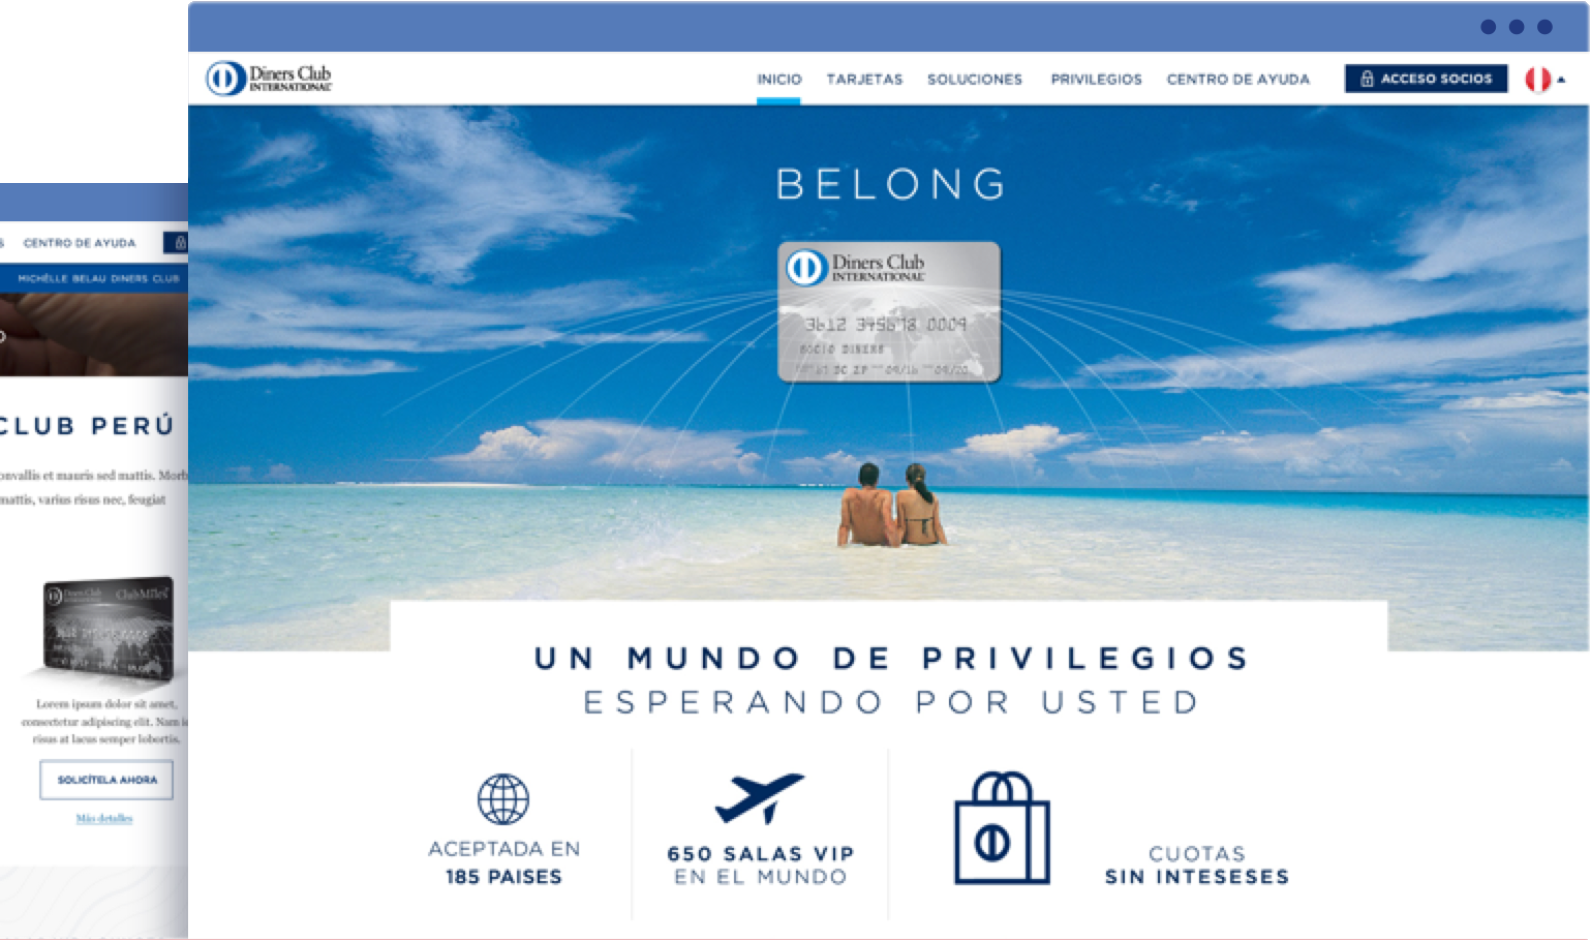 Diners Club
INTERNATIONAL
INICIO TARJETAS SOLUCIONES PRIVILEGIOS CENTRO DE AYUDA ACCESO SOCIOS
BELONG
Diners Club
INTERNATIONAL
0009
SOCIO DINERS
UN MUNDO DE PRIVILEGIOS
ESPERANDO POR USTED
ACEPTADA EN
185 PAISES
650 SALAS VIP
EN EL MUNDO
CUOTAS
SIN INTESESES
S CENTRO DE AYUDA
MICHÈLLE BELAU DINERS CLUB
CLUB PERÚ
onvallis et mauris sed mattis. Morb
mattis, varius risus nec, feugiat
Diners Club ClubMiles
Lorem ipsum dolor sit amet,
consectetur adipiscing elit. Nam
risus at lacus semper lobortis.
SOLICÍTELA AHORA
Más detalles